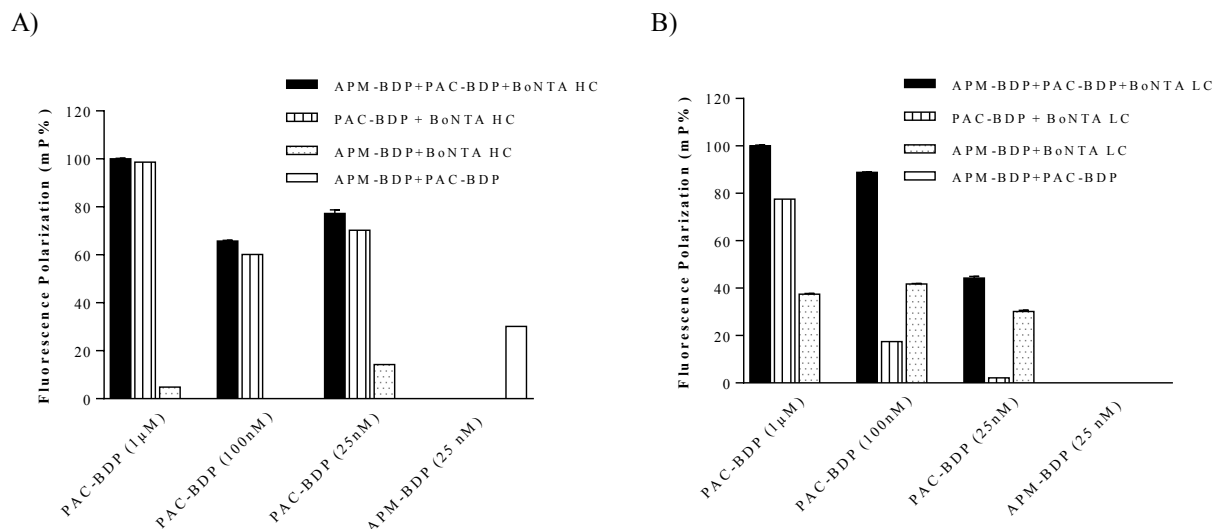 A)
APM-BDP+PAC-BDP+BoNTA HC
PAC-BDP + BoNTA HC
APM-BDP+BoNTA HC
APM-BDP+PAC-BDP
Fluorescence Polarization (mP%)
120
100
80
60
40
20
0
PAC-BDP (1µM)
PAC-BDP (100nM)
PAC-BDP (25nM)
APM-BDP (25 nM)
B)
APM-BDP+PAC-BDP+BoNTA LC
PAC-BDP + BoNTA LC
APM-BDP+BoNTA LC
APM-BDP+PAC-BDP
Fluorescence Polarization (mP%)
120
100
80
60
40
20
0
PAC-BDP (1µM)
PAC-BDP (100nM)
PAC-BDP (25nM)
APM-BDP (25 nM)